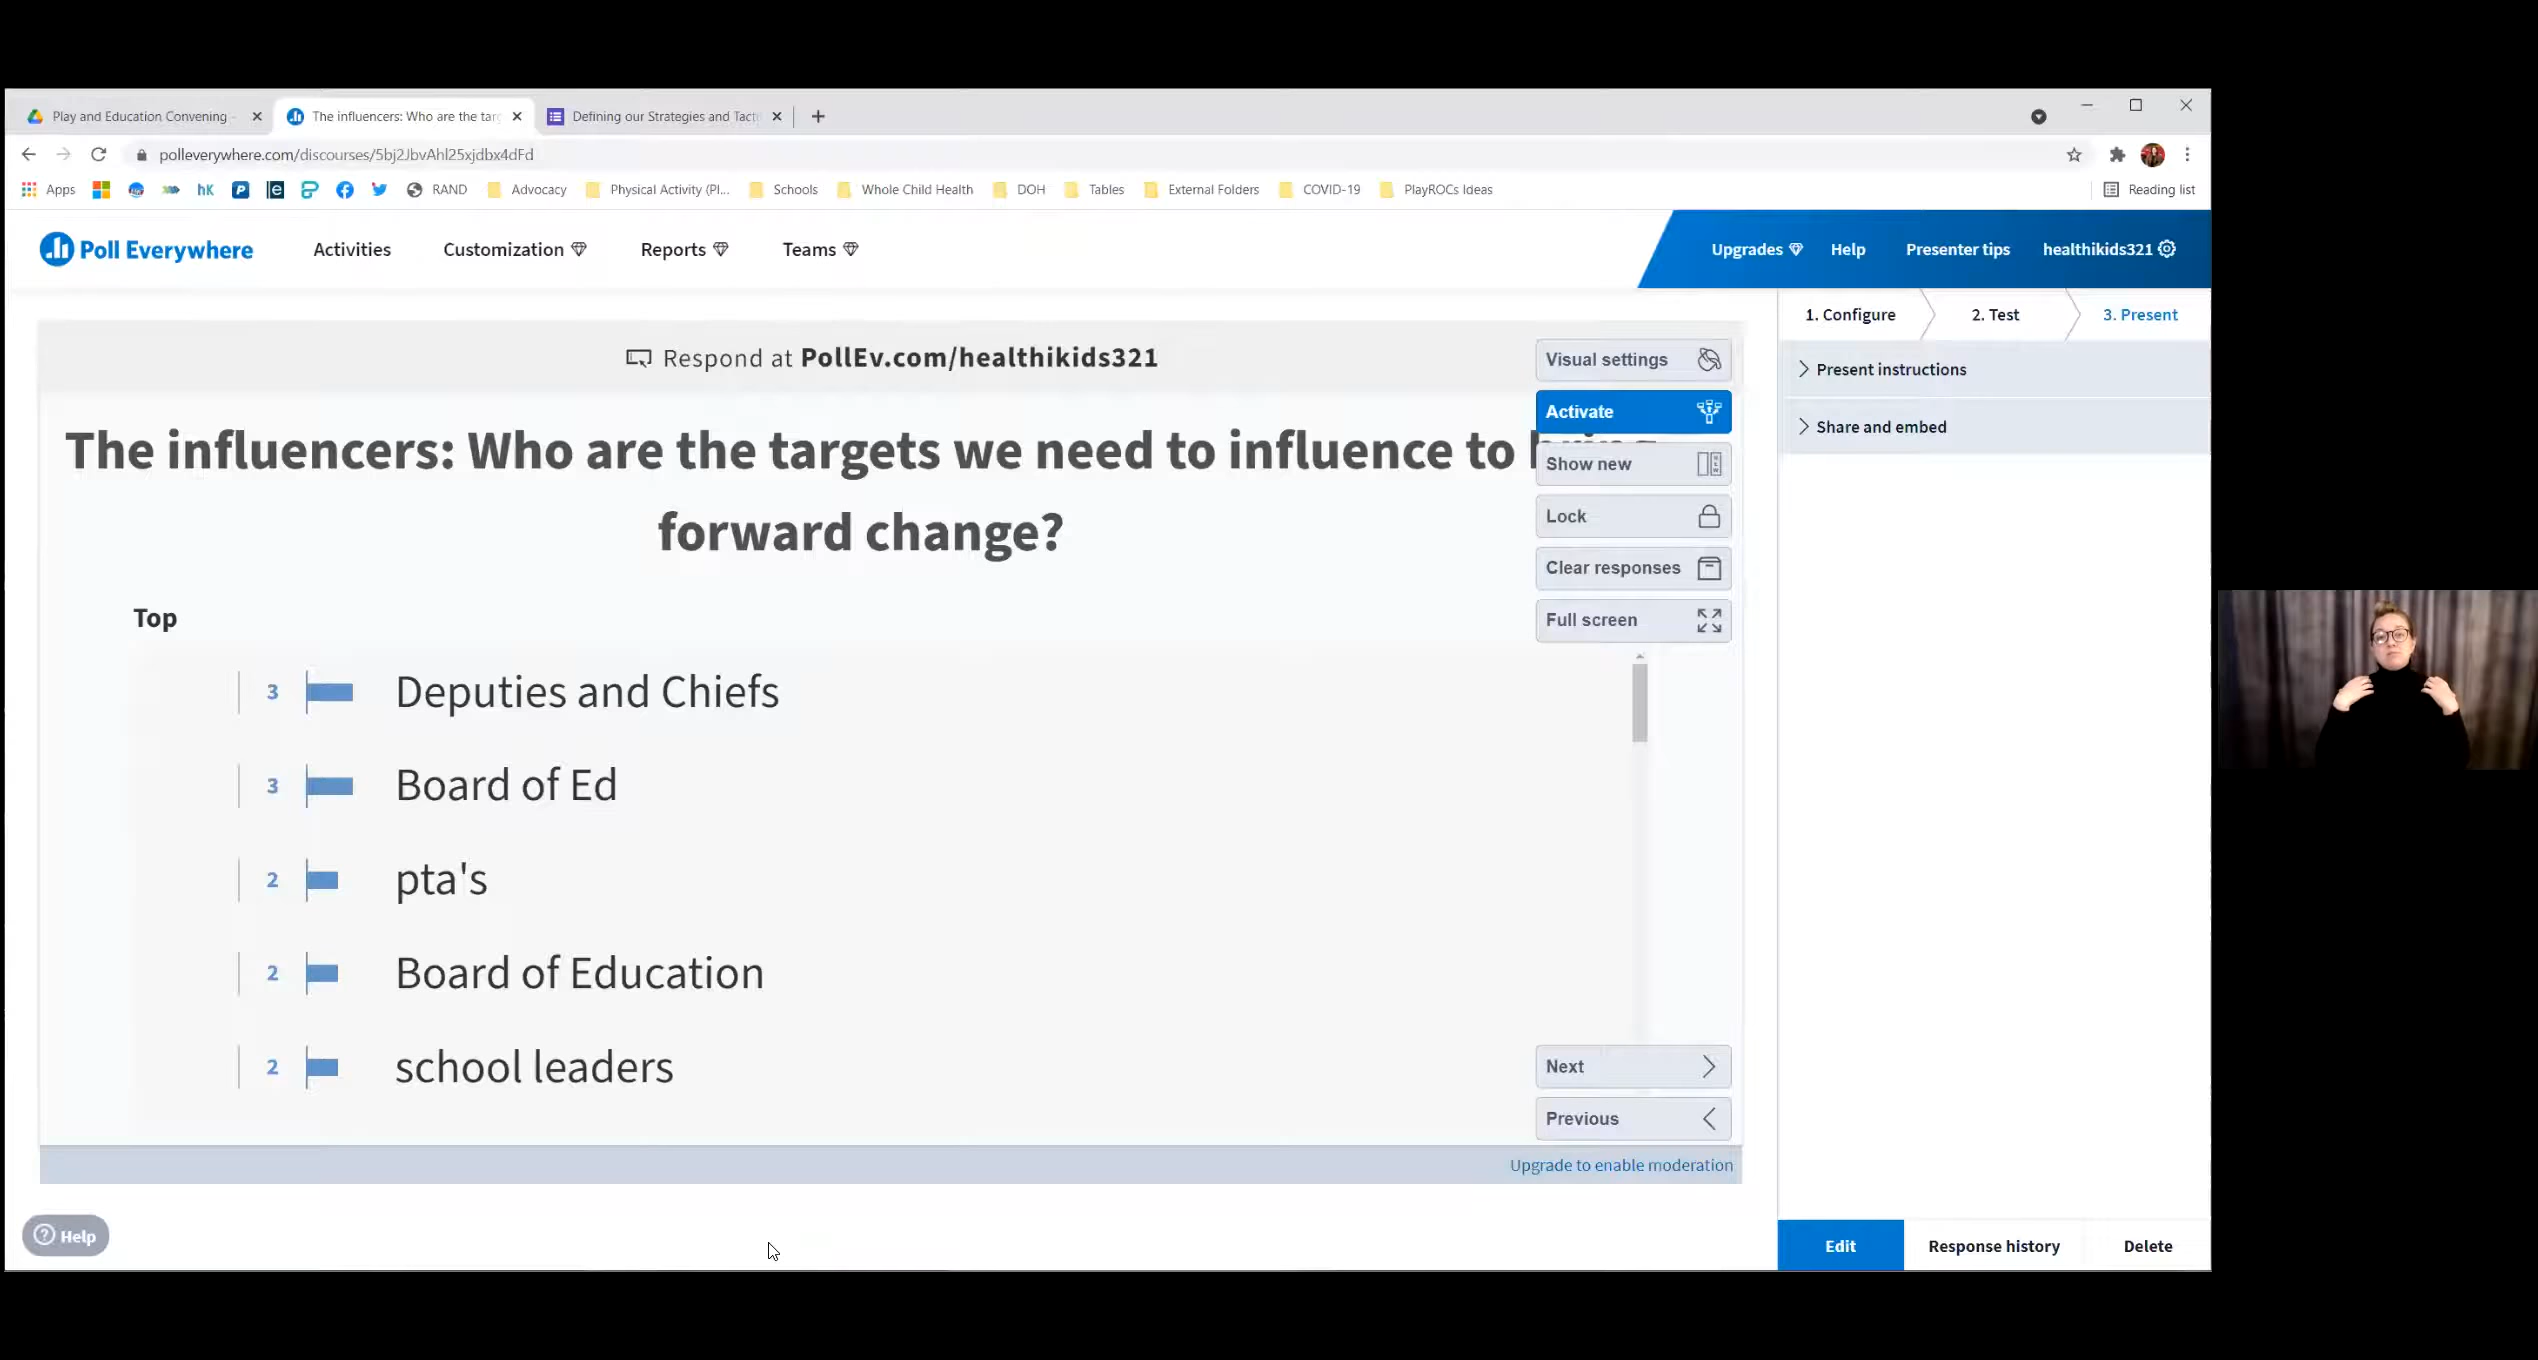 Play and Education Convening -
The influencers: Who are the targ
Defining our Strategies and Tact
polleverywhere.com/discourses/5bj2JbvAhl25xjdbx4dFd
Apps
hk
RAND
Advocacy
Physical Activity (Pl...
Schools
Whole Child Health
DOH
Tables
External Folders
COVID-19
PlayROCs Ideas
Reading list
Poll Everywhere
Activities
Customization
Reports
Teams
Upgrades
Help
Presenter tips
healthikids321
1. Configure
2. Test
3. Present
Present instructions
Share and embed
Respond at PollEv.com/healthikids321
Visual settings
Activate
Show new
Lock
Clear responses
Full screen
The influencers: Who are the targets we need to influence to
forward change?
Top
3 Deputies and Chiefs
3 Board of Ed
2 pta's
2 Board of Education
2 school leaders
Next
Previous
Upgrade to enable moderation
Help
Edit
Response history
Delete